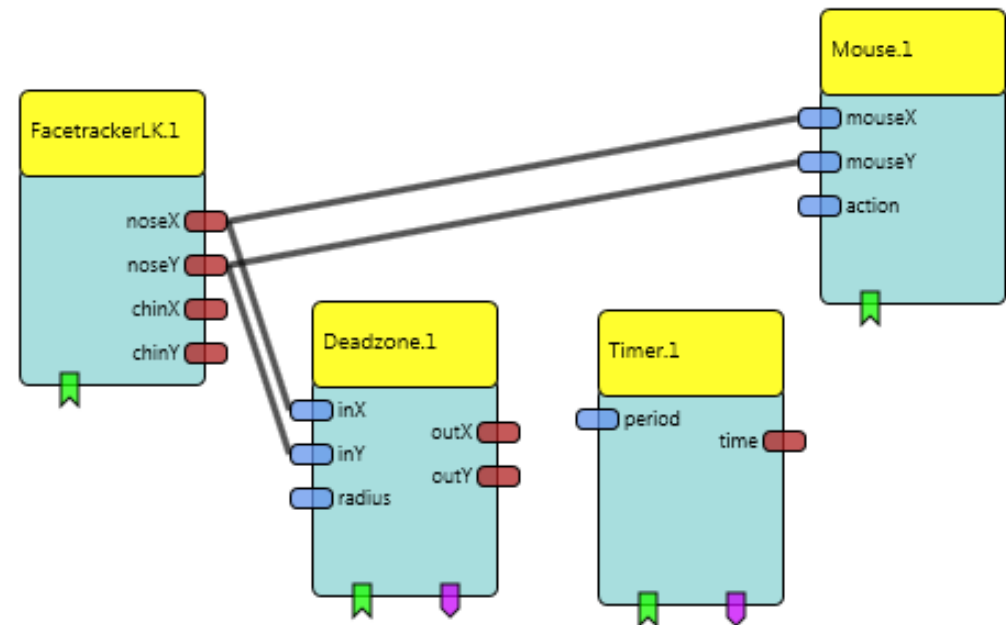 FacetrackerLK.1
noseX
noseY
chinX
chinY
Deadzone.1
inX
inY
radius
outX
outY
Timer.1
period
time
Mouse.1
mouseX
mouseY
action